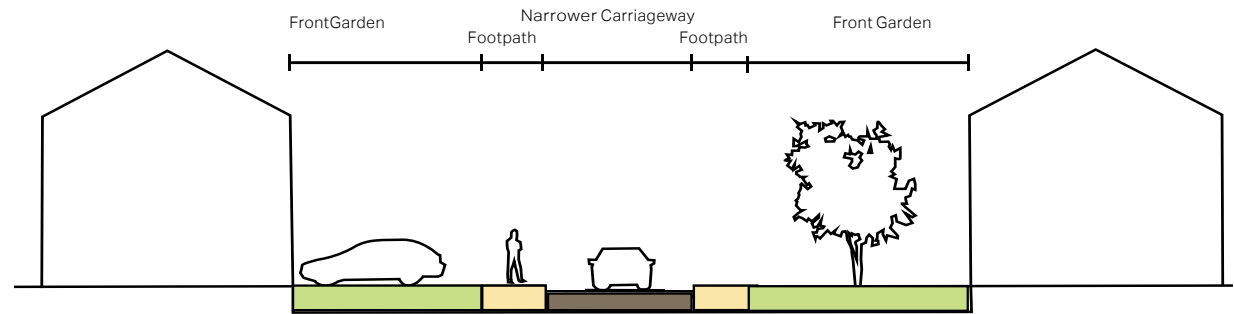 FrontGarden
Footpath
Narrower Carriageway
Footpath
Front Garden